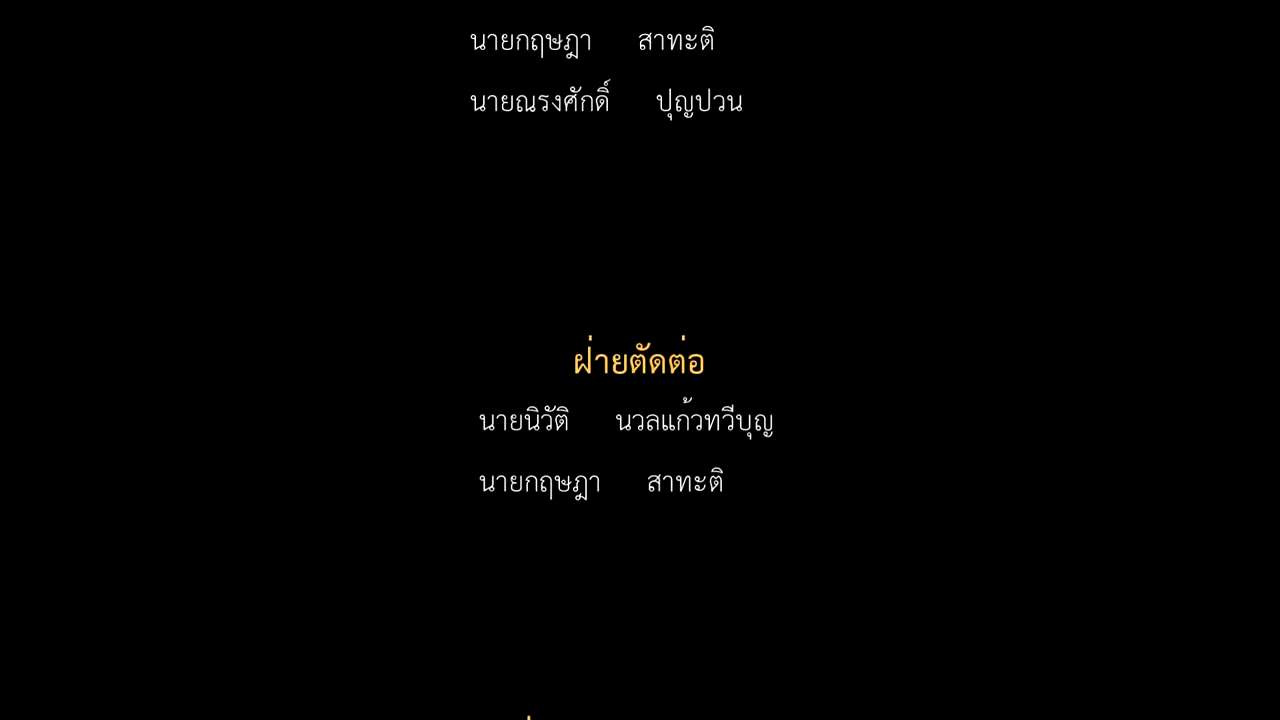 นายกฤษฎา สาทะติ
นายณรงศักดิ์ ปุญปวน
ฝ่ายตัดต่อ
นายนิวัติ นวลแก้วทวีบุญ
นายกฤษฎา สาทะติ